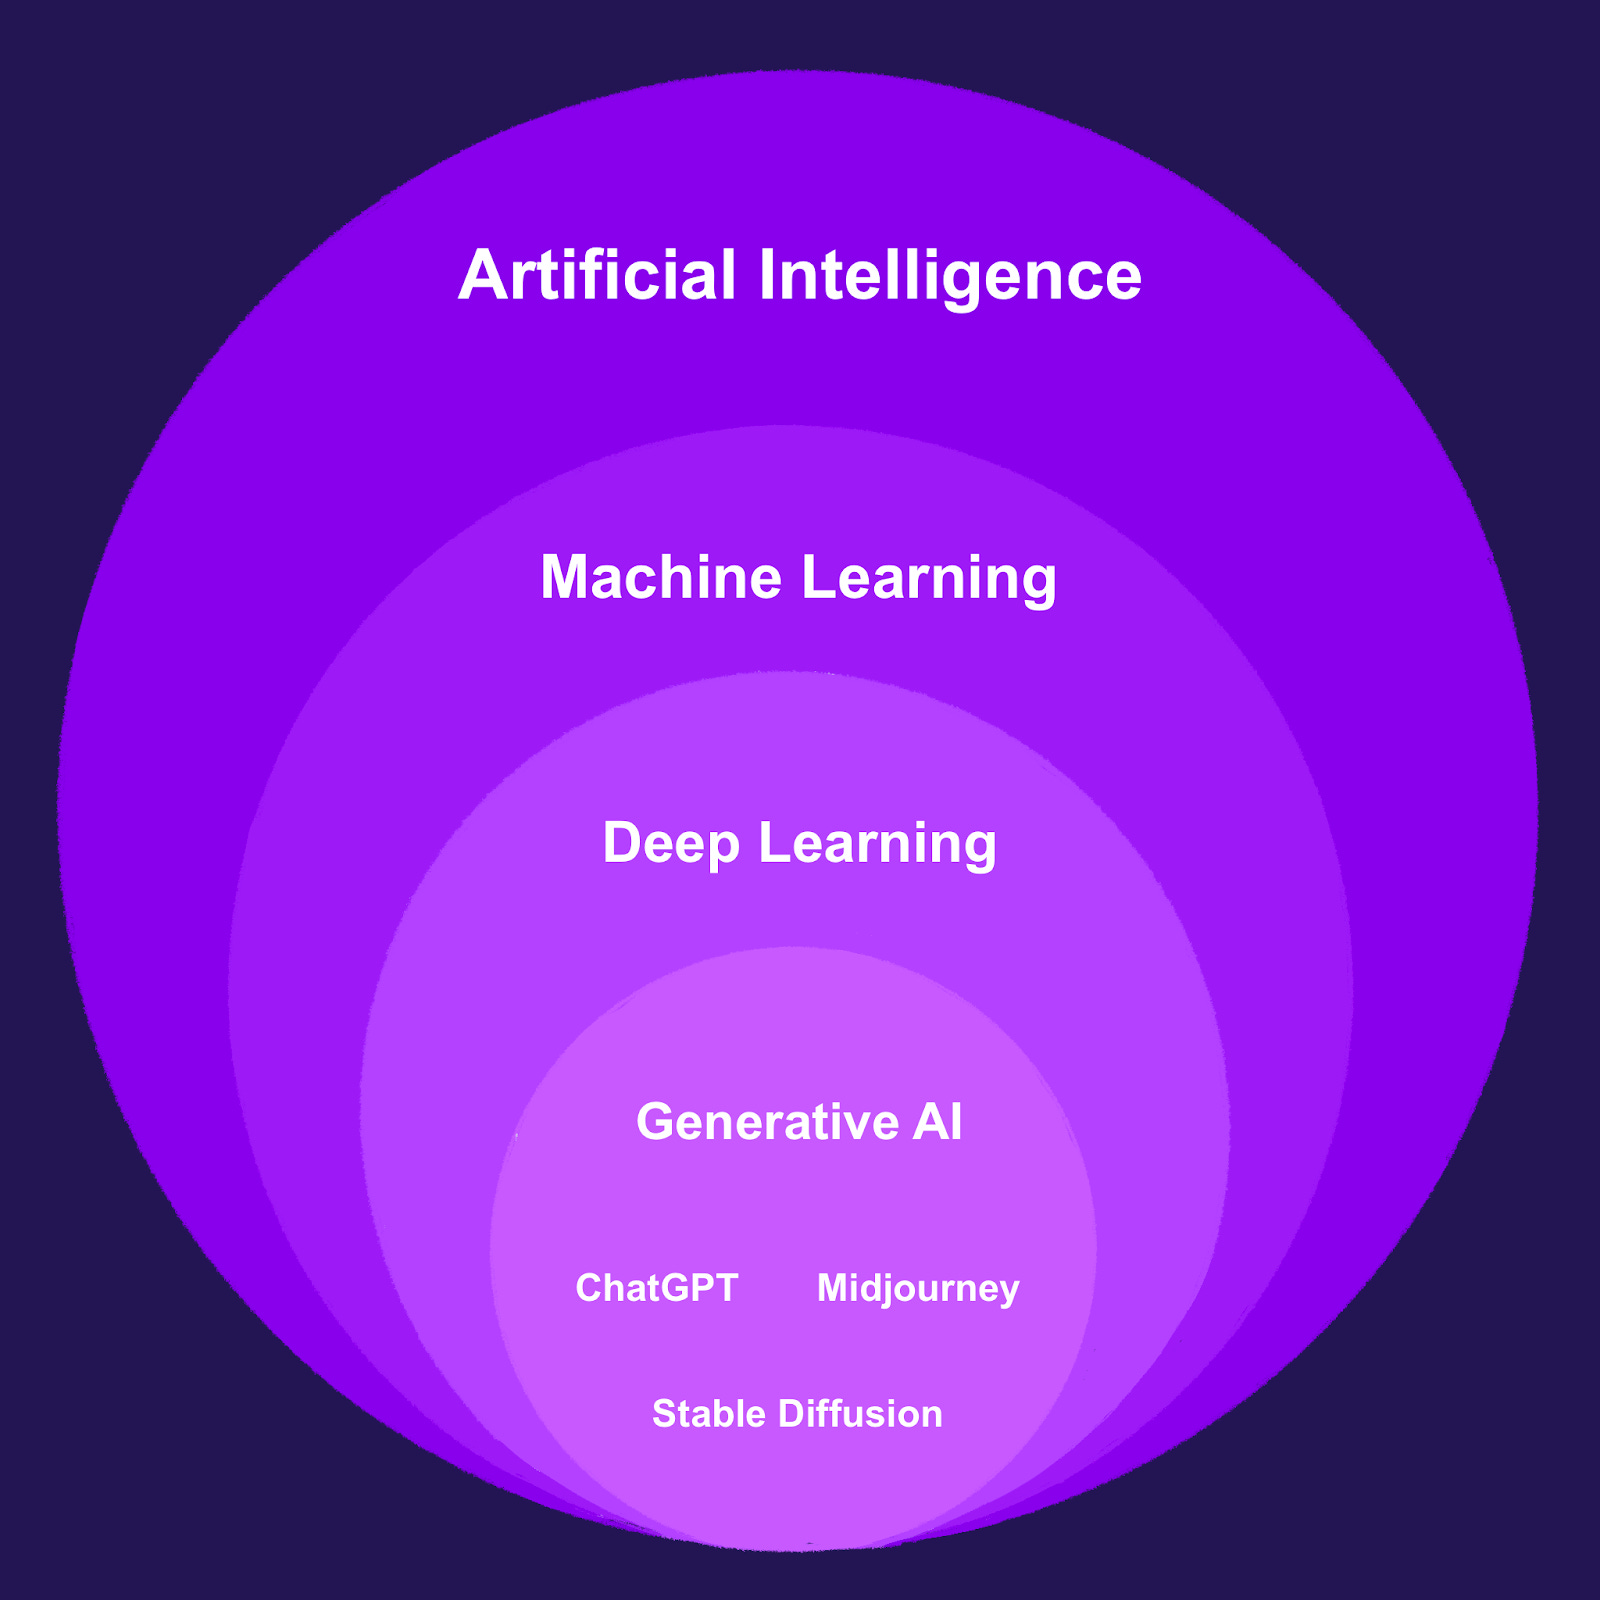 Artificial Intelligence
Machine Learning
Deep Learning
Generative AI
ChatGPT Midjourney
Stable Diffusion